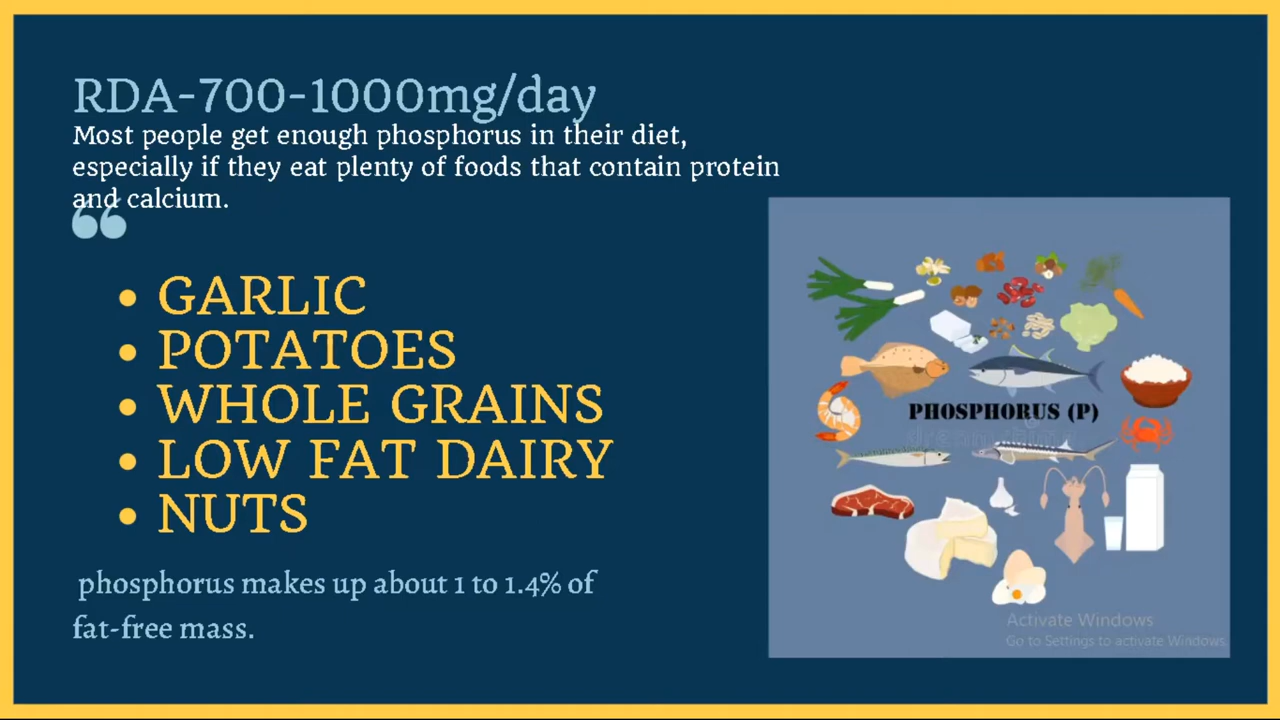 RDA-700-1000mg/day
Most people get enough phosphorus in their diet,
especially if they eat plenty of foods that contain protein
and calcium.
• GARLIC
• POTATOES
• WHOLE GRAINS
• LOW FAT DAIRY
• NUTS
phosphorus makes up about 1 to 1.4% of
fat-free mass.
PHOSPHORUS (P)
Activate Windows
Go to Settings to activate Windows.